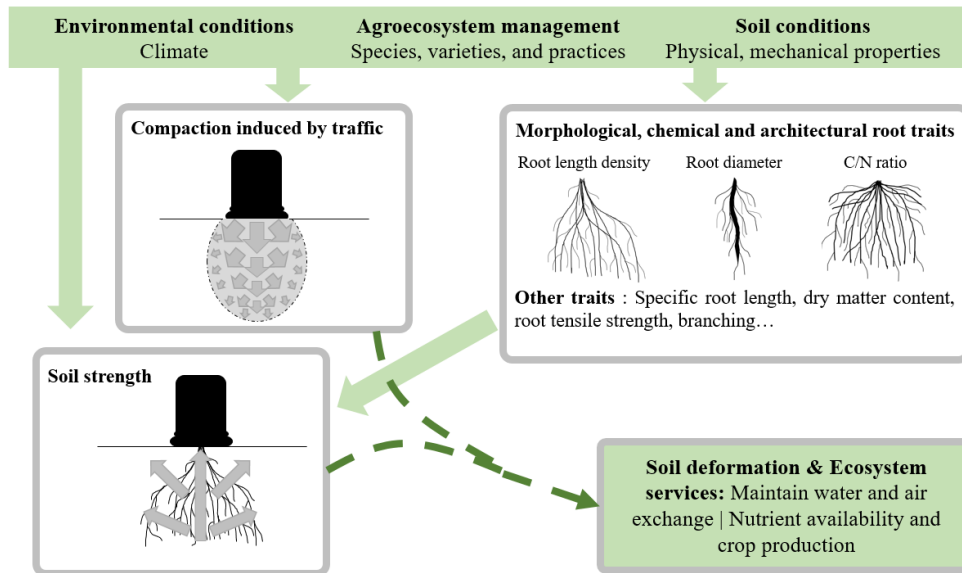 Environmental conditions
Climate
Agroecosystem management
Species, varieties, and practices
Soil conditions
Physical, mechanical properties
Compaction induced by traffic
Morphological, chemical and architectural root traits
Root length density
Root diameter
C/N ratio
Other traits : Specific root length, dry matter content,
root tensile strength, branching…
Soil strength
Soil deformation & Ecosystem
services: Maintain water and air
exchange | Nutrient availability and
crop production